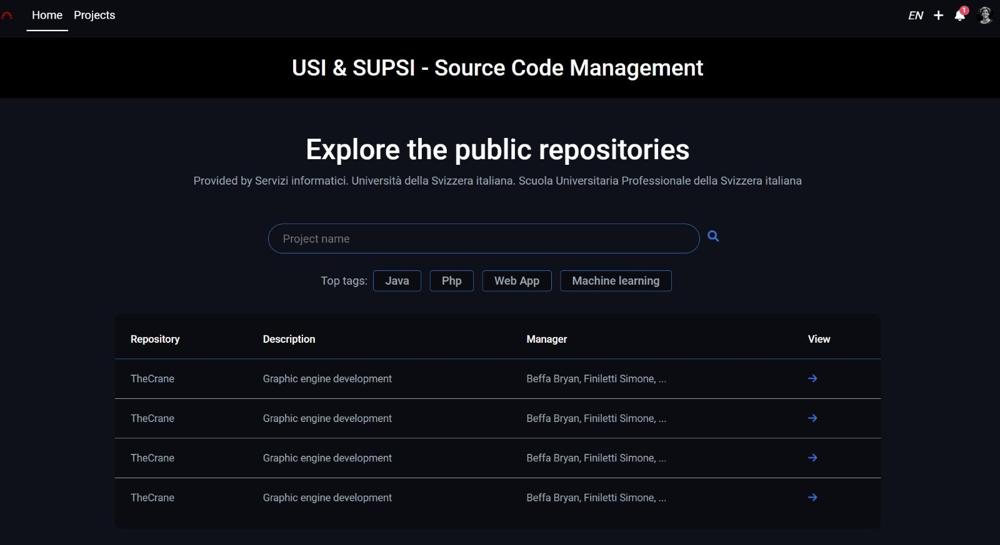 Home Projects EN 1
USI & SUPSI - Source Code Management
Explore the public repositories
Provided by Servizi informatici. Università della Svizzera italiana. Scuola Universitaria Professionale della Svizzera italiana
Project name
Top tags: Java Php Web App Machine learning
Repository Description Manager View
TheCrane Graphic engine development Beffa Bryan, Finiletti Simone, ...
TheCrane Graphic engine development Beffa Bryan, Finiletti Simone, ...
TheCrane Graphic engine development Beffa Bryan, Finiletti Simone, ...
TheCrane Graphic engine development Beffa Bryan, Finiletti Simone, ...